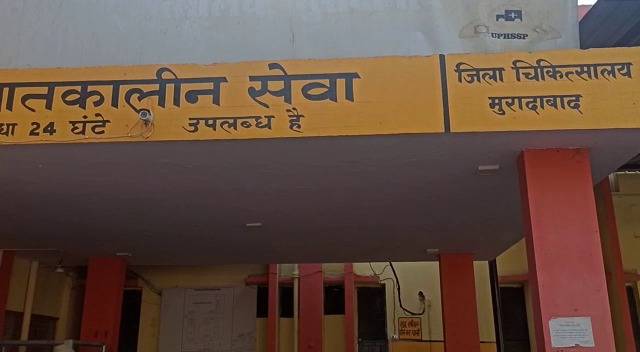 UPHSSP
पातकालीन सेवा
धा 24 घंटे उपलब्ध है
जिला चिकित्सालय
मुरादाबाद